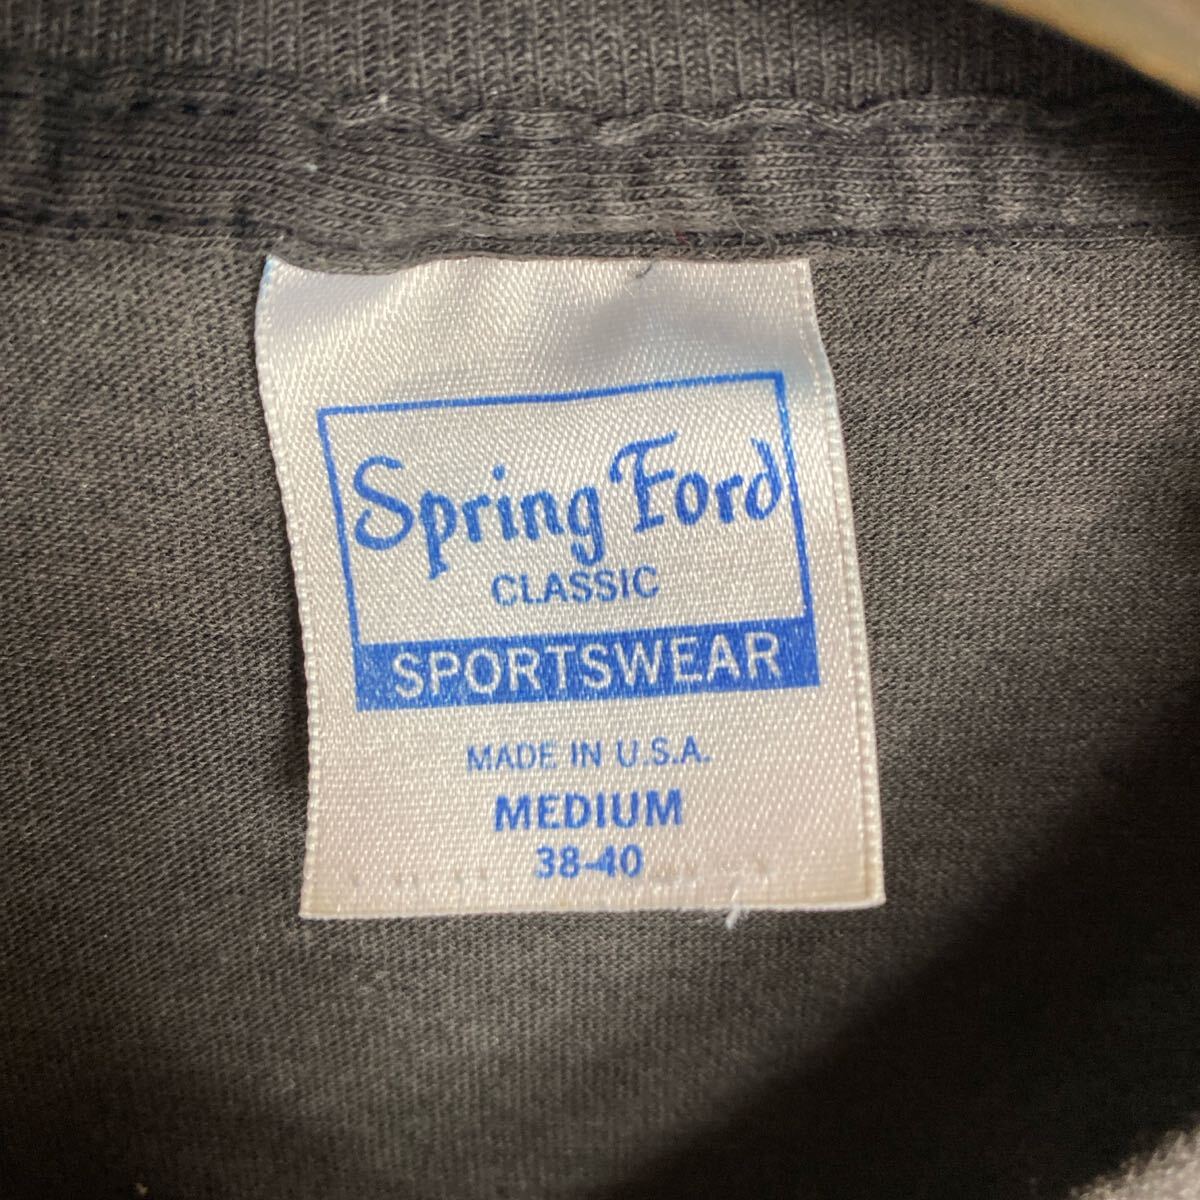 Spring Ford
CLASSIC
SPORTSWEAR
MADE IN U.S.A.
MEDIUM
38-40